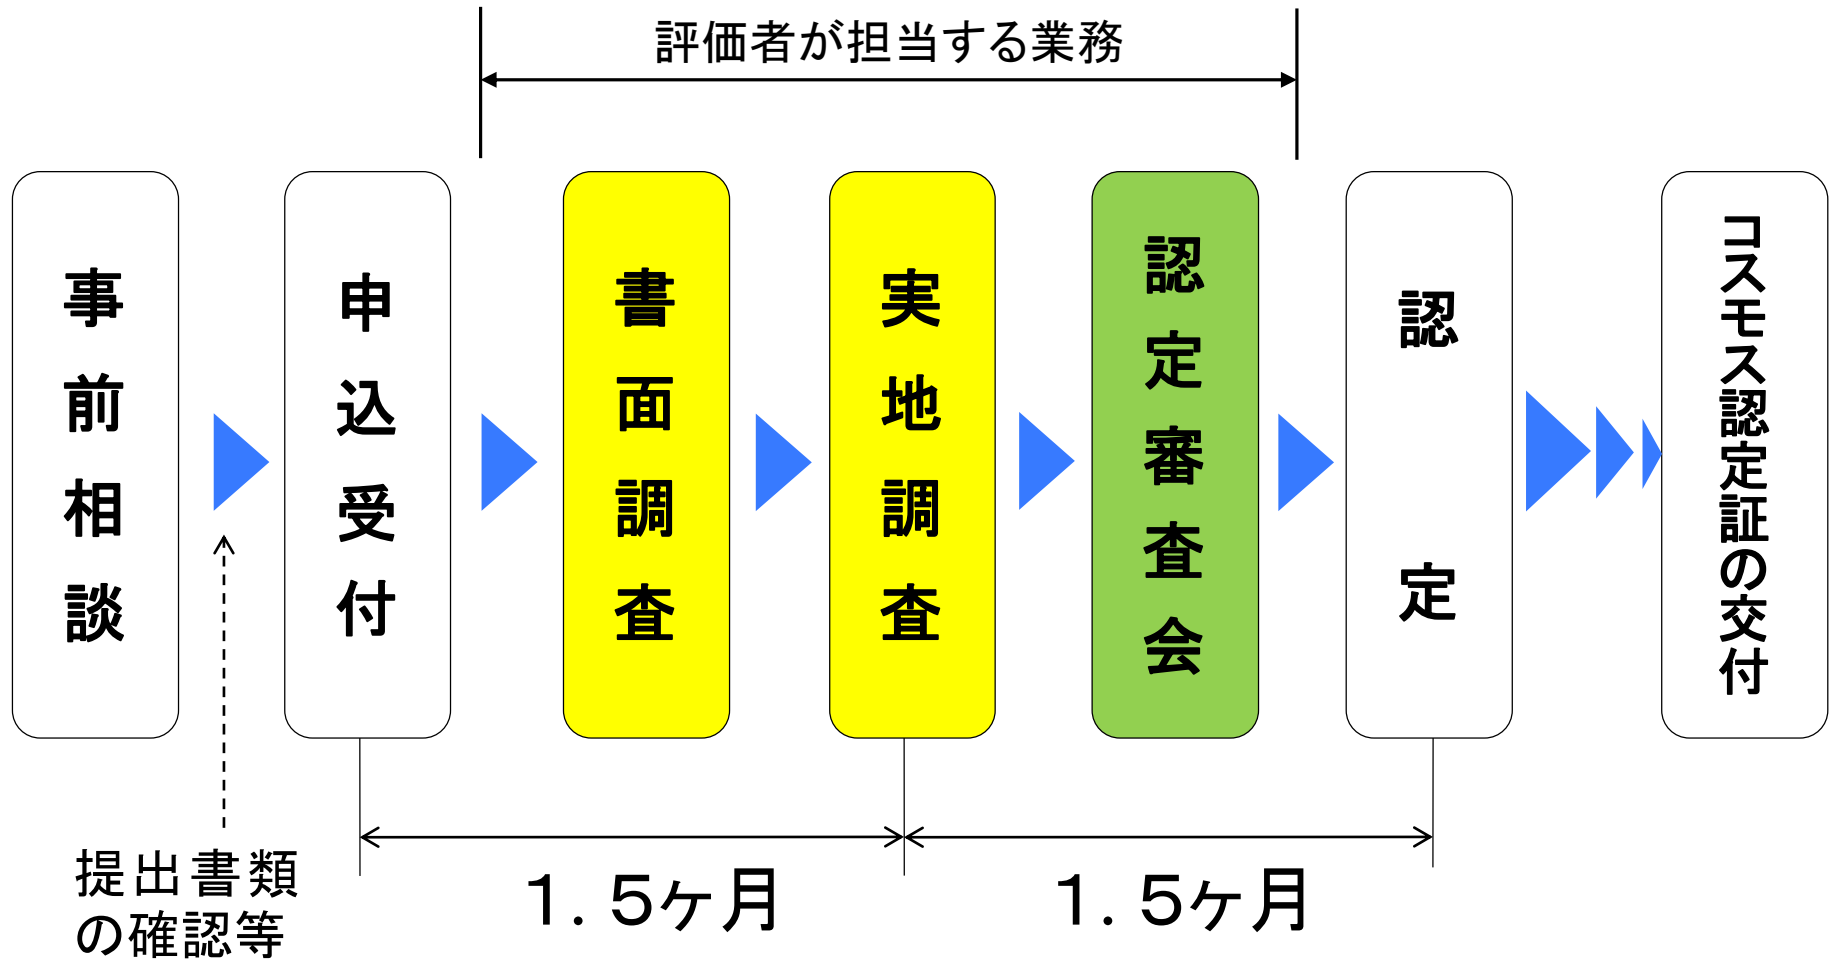 評価者が担当する業務
事前相談
申込受付
書面調査
実地調査
認定審査会
認定
コスモス認定証の交付
提出書類
の確認等
１．５ヶ月
１．５ヶ月